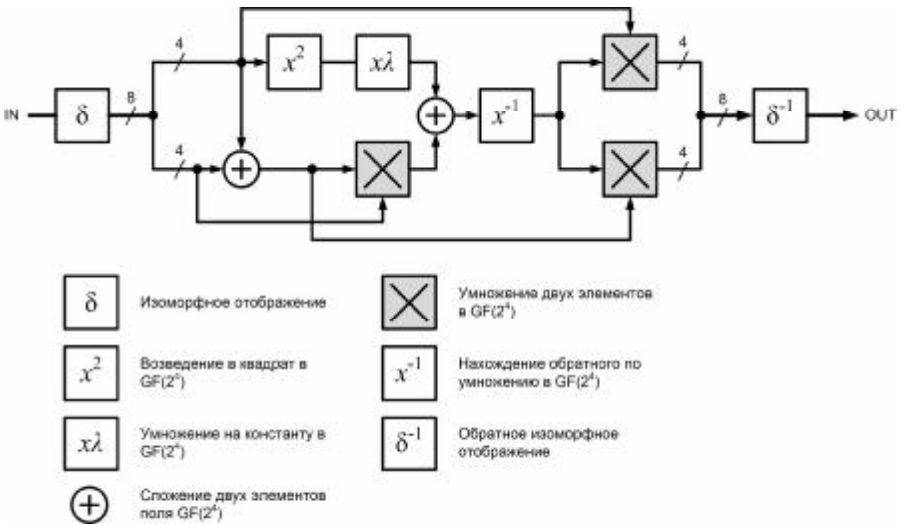 4
x²
xλ
4
IN
δ
8
x⁻¹
8
δ⁻¹
OUT
4
4
δ
Изоморфное отображение
Умножение двух элементов
в GF(2⁴)
x²
Возведение в квадрат в
GF(2⁴)
x⁻¹
Нахождение обратного по
умножению в GF(2⁴)
xλ
Умножение на константу в
GF(2⁴)
δ⁻¹
Обратное изоморфное
отображение
Сложение двух элементов
поля GF(2⁴)